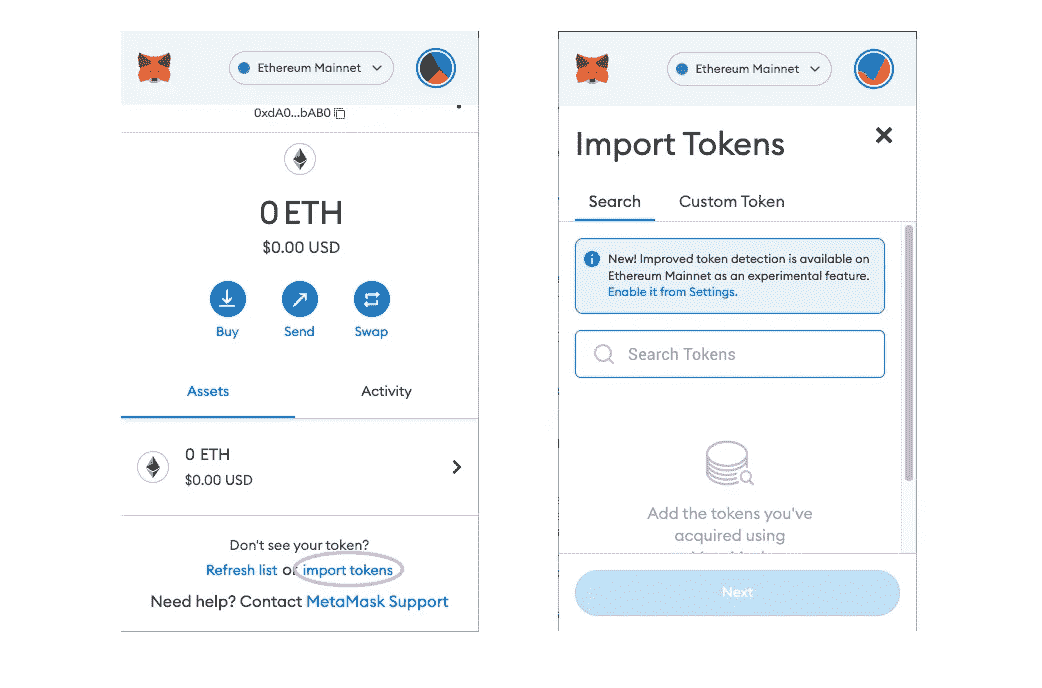 Ethereum Mainnet
0xdA0...bAB0
0 ETH
$0.00 USD
Buy Send Swap
Assets Activity
0 ETH
$0.00 USD
Don't see your token?
Refresh list or import tokens
Need help? Contact MetaMask Support
Ethereum Mainnet
Import Tokens
Search Custom Token
New! Improved token detection is available on
Ethereum Mainnet as an experimental feature.
Enable it from Settings.
Search Tokens
Add the tokens you've
acquired using
Next